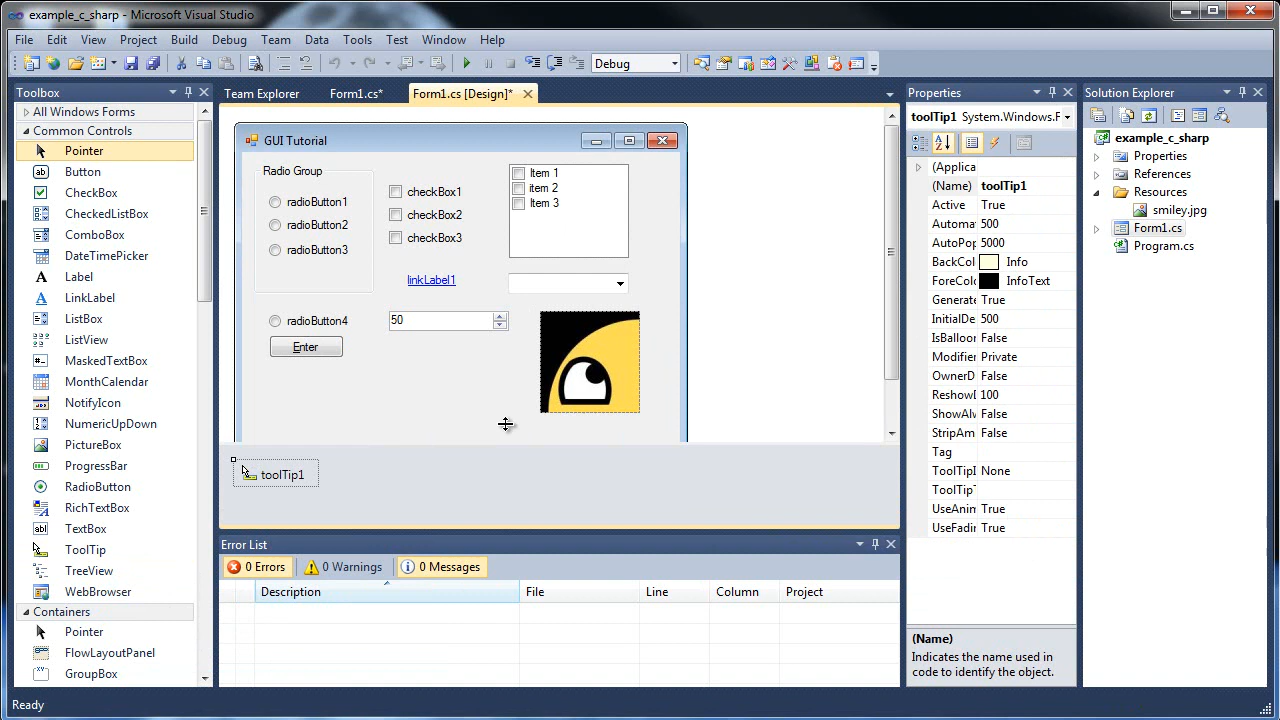 example_c_sharp - Microsoft Visual Studio
File Edit View Project Build Debug Team Data Tools Test Window Help
Debug
Toolbox
All Windows Forms
Common Controls
Pointer
Button
CheckBox
CheckedListBox
ComboBox
DateTimePicker
A Label
A LinkLabel
ListBox
ListView
MaskedTextBox
MonthCalendar
NotifyIcon
NumericUpDown
PictureBox
ProgressBar
RadioButton
RichTextBox
abl TextBox
ToolTip
TreeView
WebBrowser
Containers
Pointer
FlowLayoutPanel
GroupBox
Team Explorer Form1.cs* Form1.cs [Design]*
GUI Tutorial
Radio Group
radioButton1
radioButton2
radioButton3
radioButton4
Enter
checkBox1
checkBox2
checkBox3
linkLabel1
50
Item 1
item 2
Item 3
toolTip1
Error List
0 Errors 0 Warnings 0 Messages
Description File Line Column Project
Properties
toolTip1 System.Windows.F
(Applica
(Name) toolTip1
Active True
Automa 500
AutoPop 5000
BackCol Info
ForeColo InfoText
Generate True
InitialDe 500
IsBalloon False
Modifier Private
OwnerD False
ReshowD 100
ShowAlv False
StripAm False
Tag
ToolTipI None
ToolTip
UseAnim True
UseFadin True
(Name)
Indicates the name used in
code to identify the object.
Solution Explorer
example_c_sharp
Properties
References
Resources
smiley.jpg
Form1.cs
Program.cs
Ready